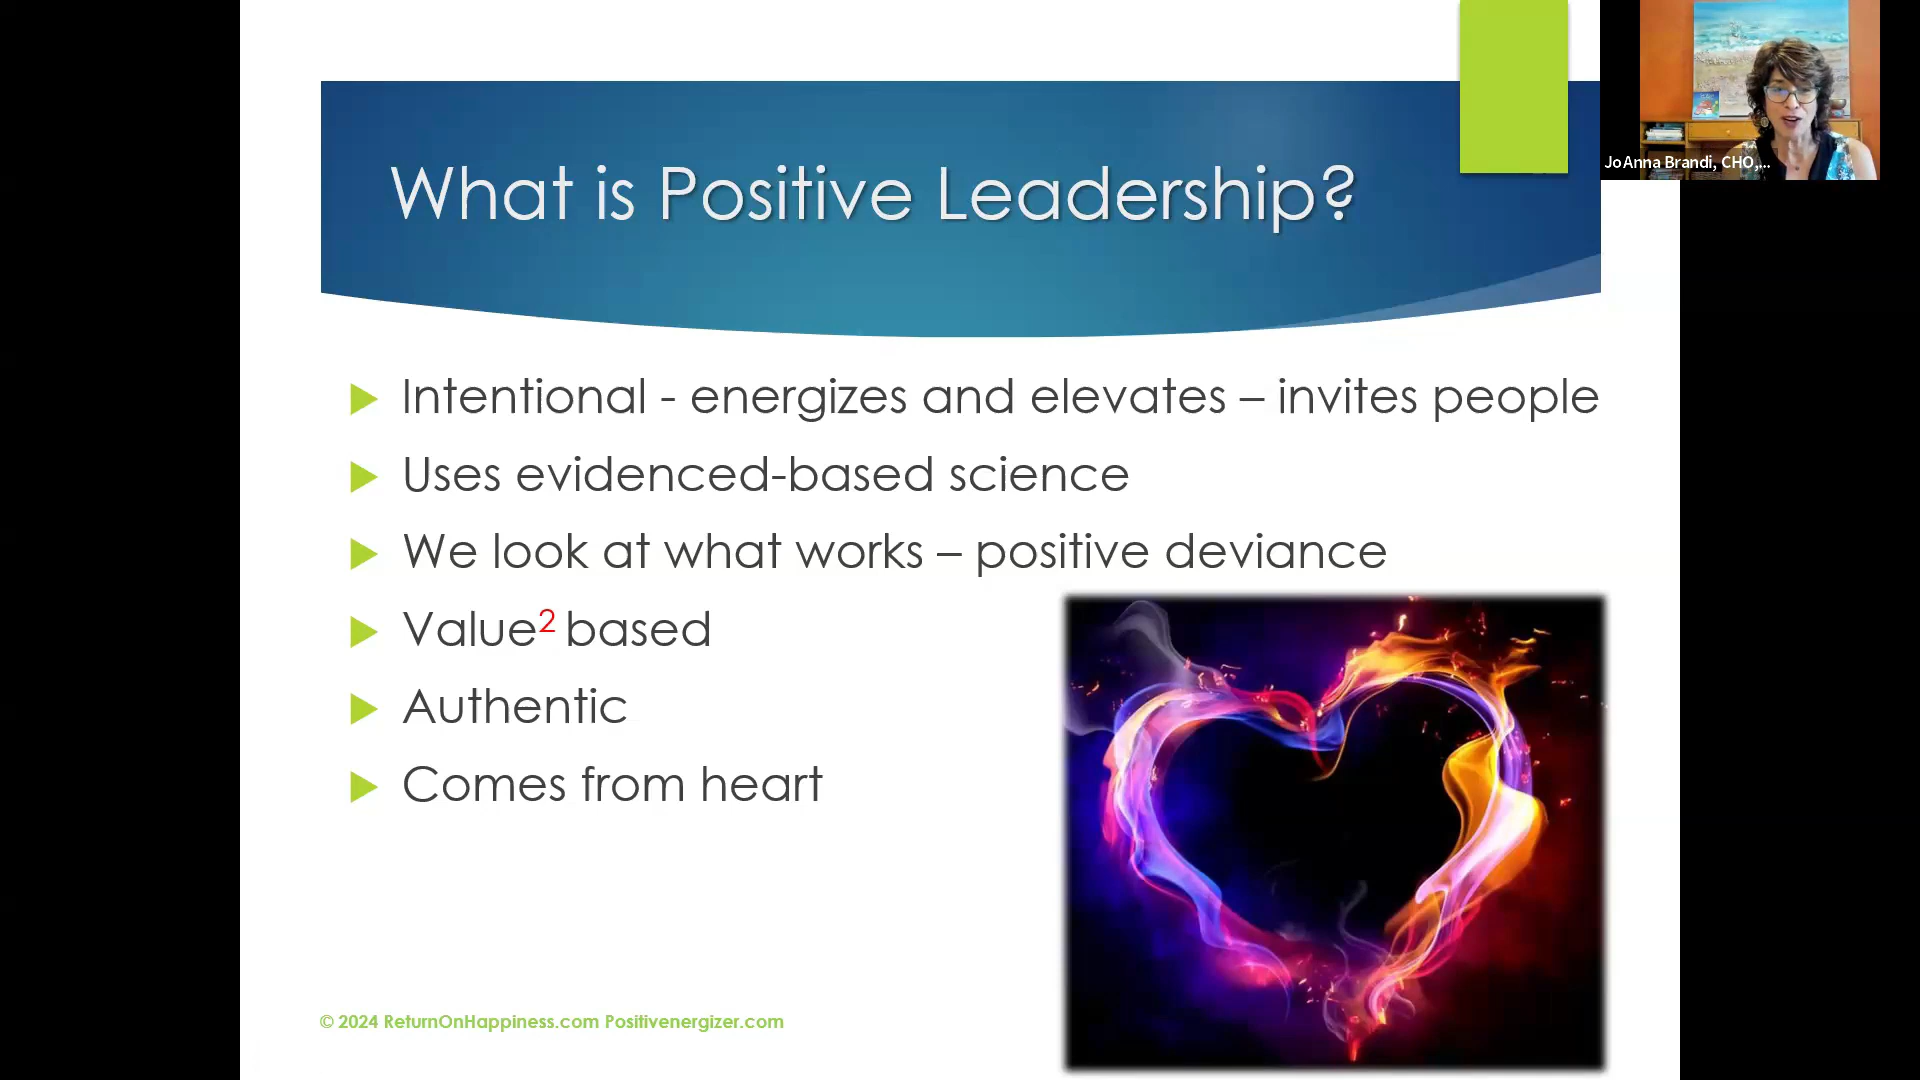 What is Positive Leadership?
JoAnna Brandi, CHO,...
Intentional - energizes and elevates – invites people
Uses evidenced-based science
We look at what works – positive deviance
Value² based
Authentic
Comes from heart
© 2024 ReturnOnHappiness.com Positivenergizer.com